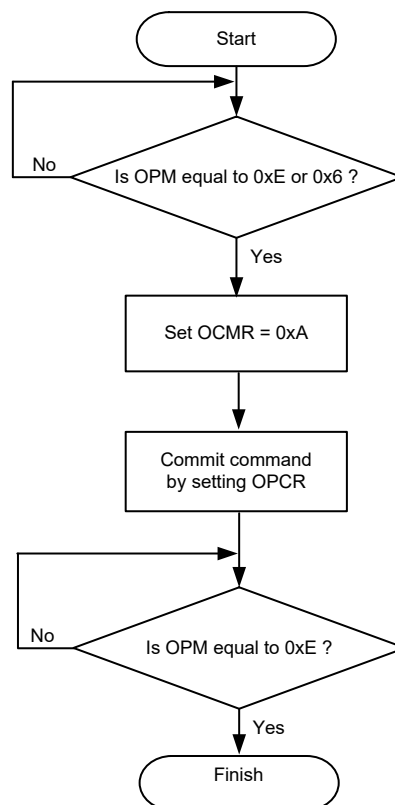 Start
No
Is OPM equal to 0xE or 0x6 ?
Yes
Set OCMR = 0xA
Commit command
by setting OPCR
No
Is OPM equal to 0xE ?
Yes
Finish